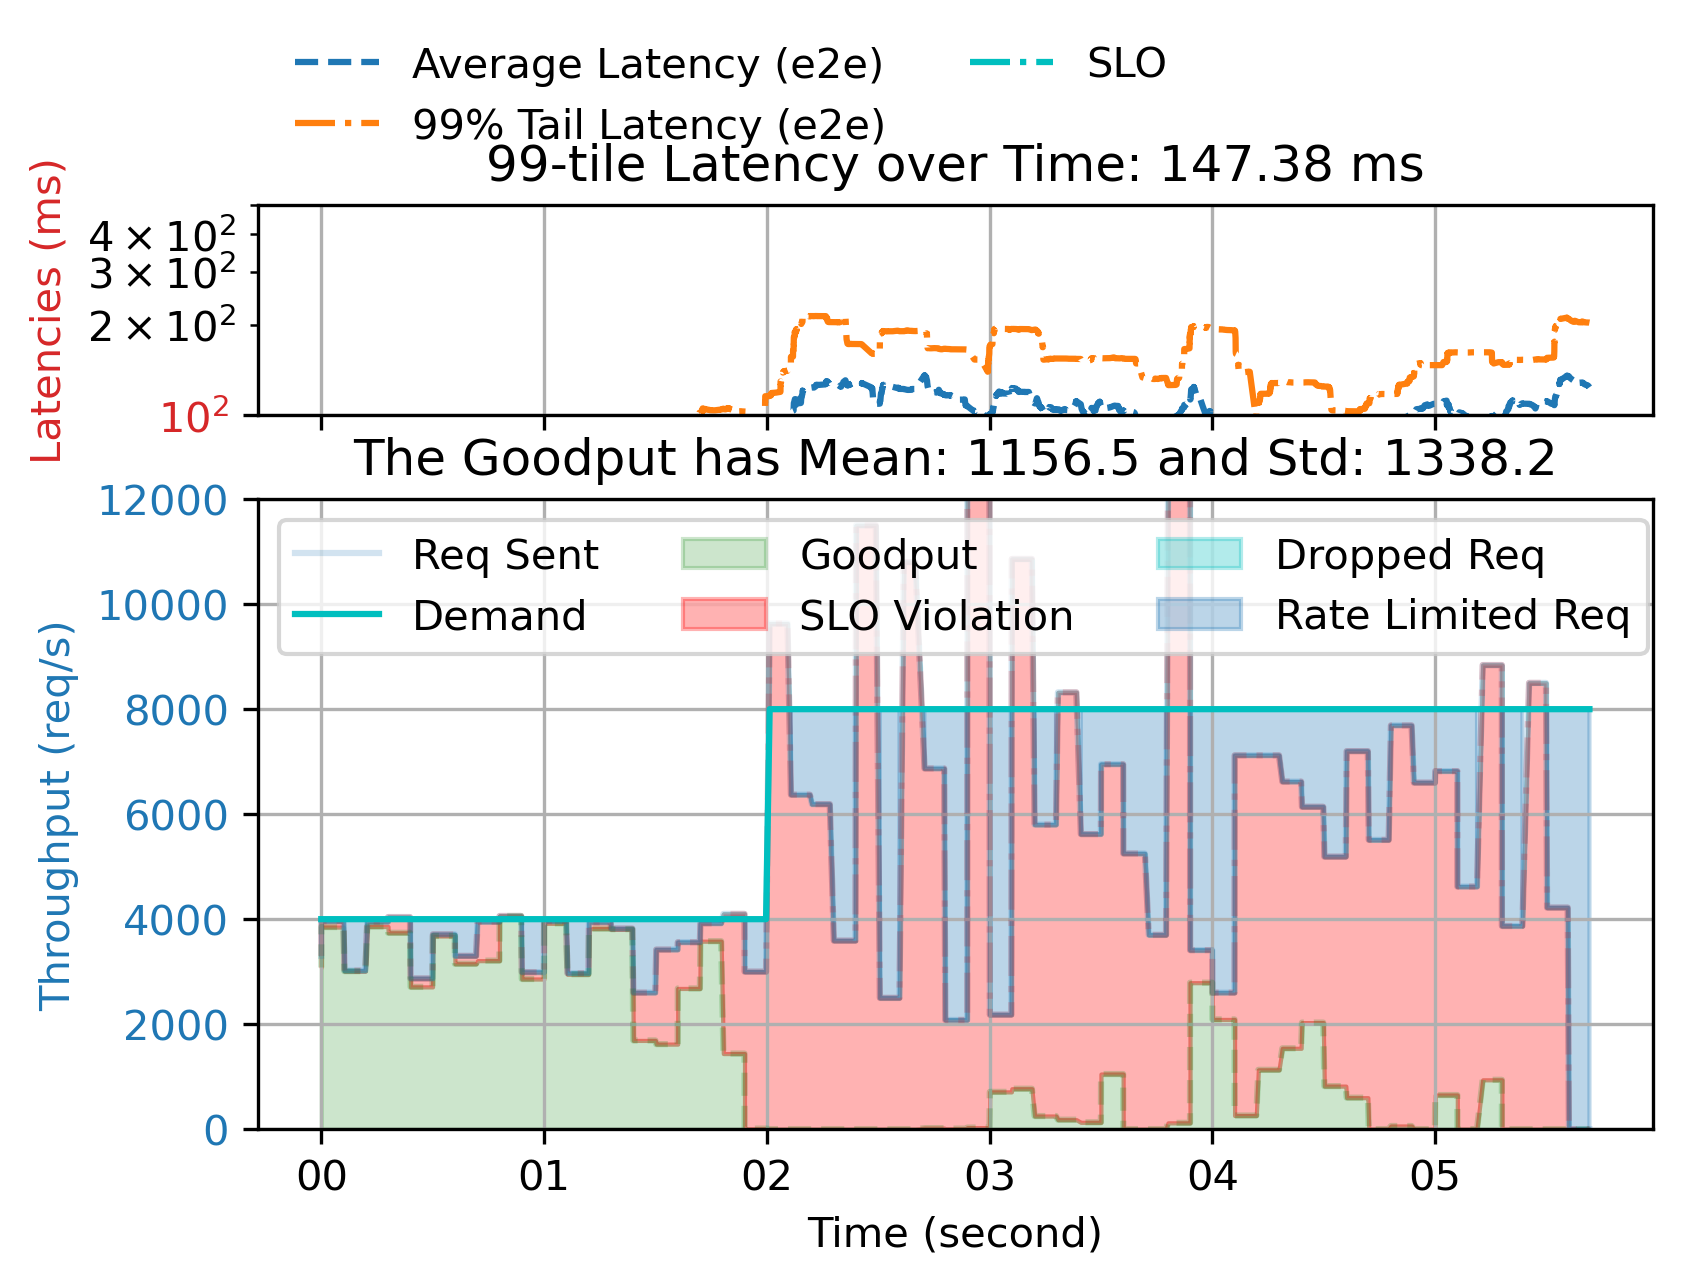 Average Latency (e2e) SLO
99% Tail Latency (e2e)
99-tile Latency over Time: 147.38 ms
Latencies (ms)
4 × 10²
3 × 10²
2 × 10²
10²
The Goodput has Mean: 1156.5 and Std: 1338.2
Throughput (req/s)
12000
10000
8000
6000
4000
2000
0
Req Sent Goodput Dropped Req
Demand SLO Violation Rate Limited Req
00 01 02 03 04 05
Time (second)